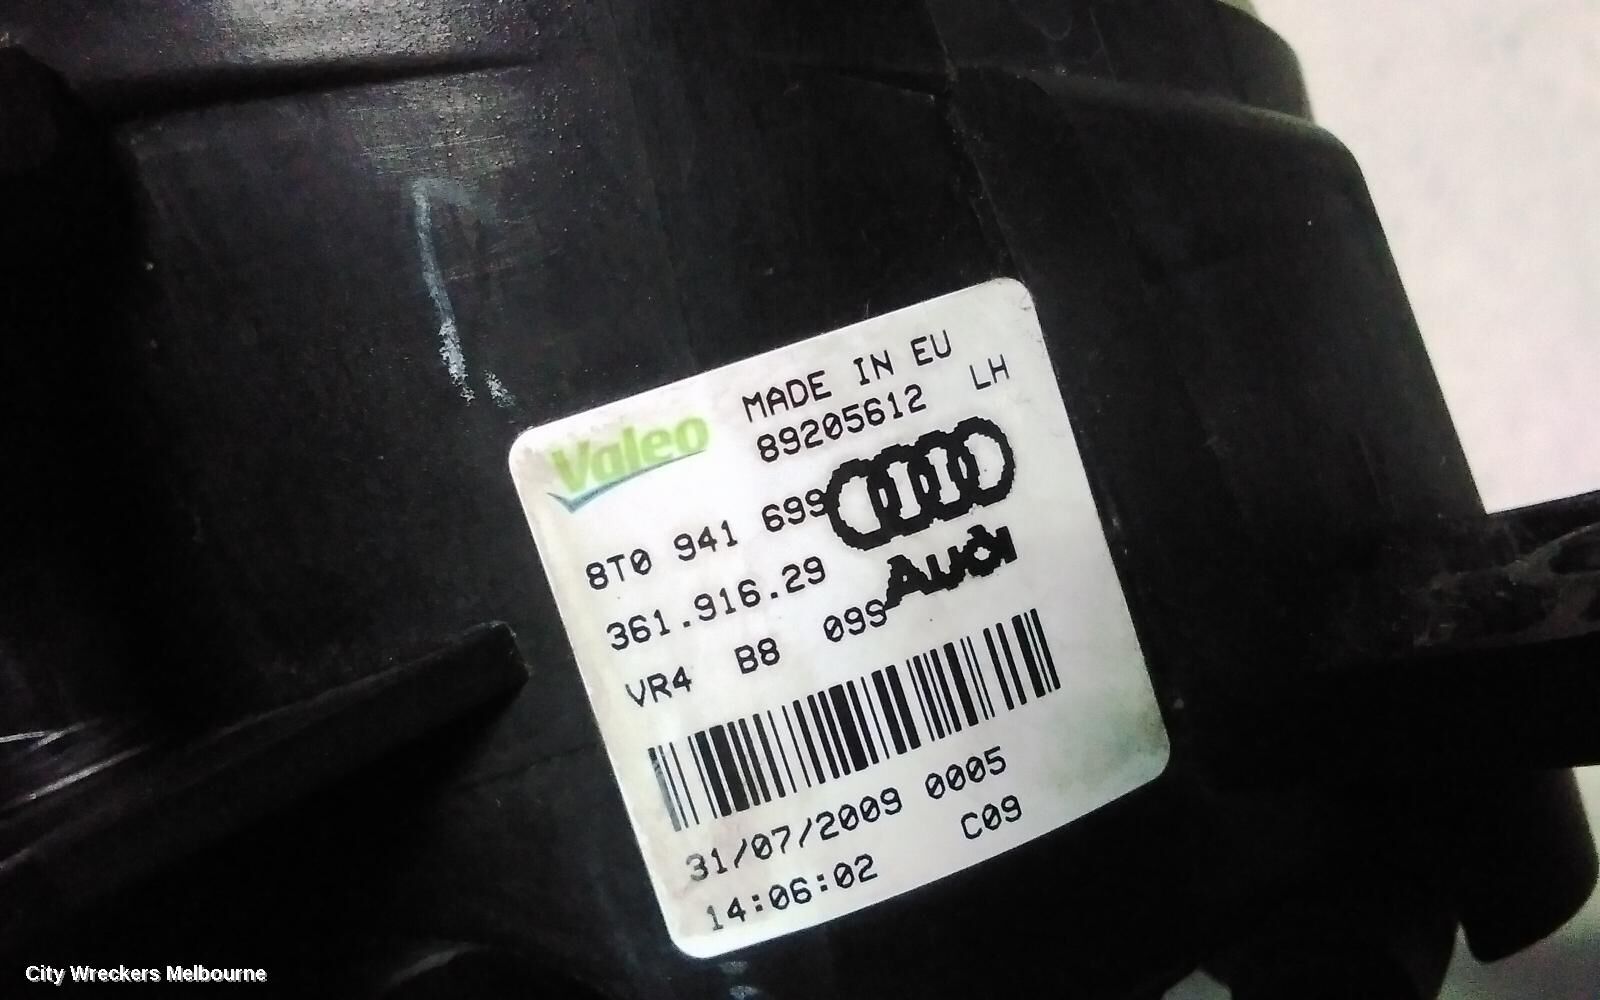 Valeo
MADE IN EU
89205612 LH
8T0 941 699
361.916.29
Audi
VR4 B8 099
31/07/2009 0005
14:06:02 C09
City Wreckers Melbourne